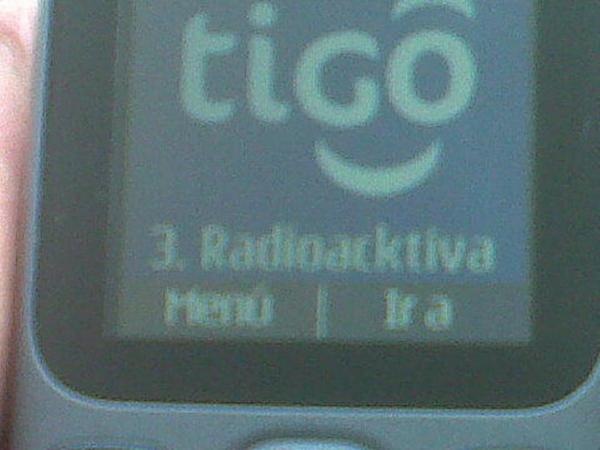 tigo
3. Radioacktiva
Menú | Ir a